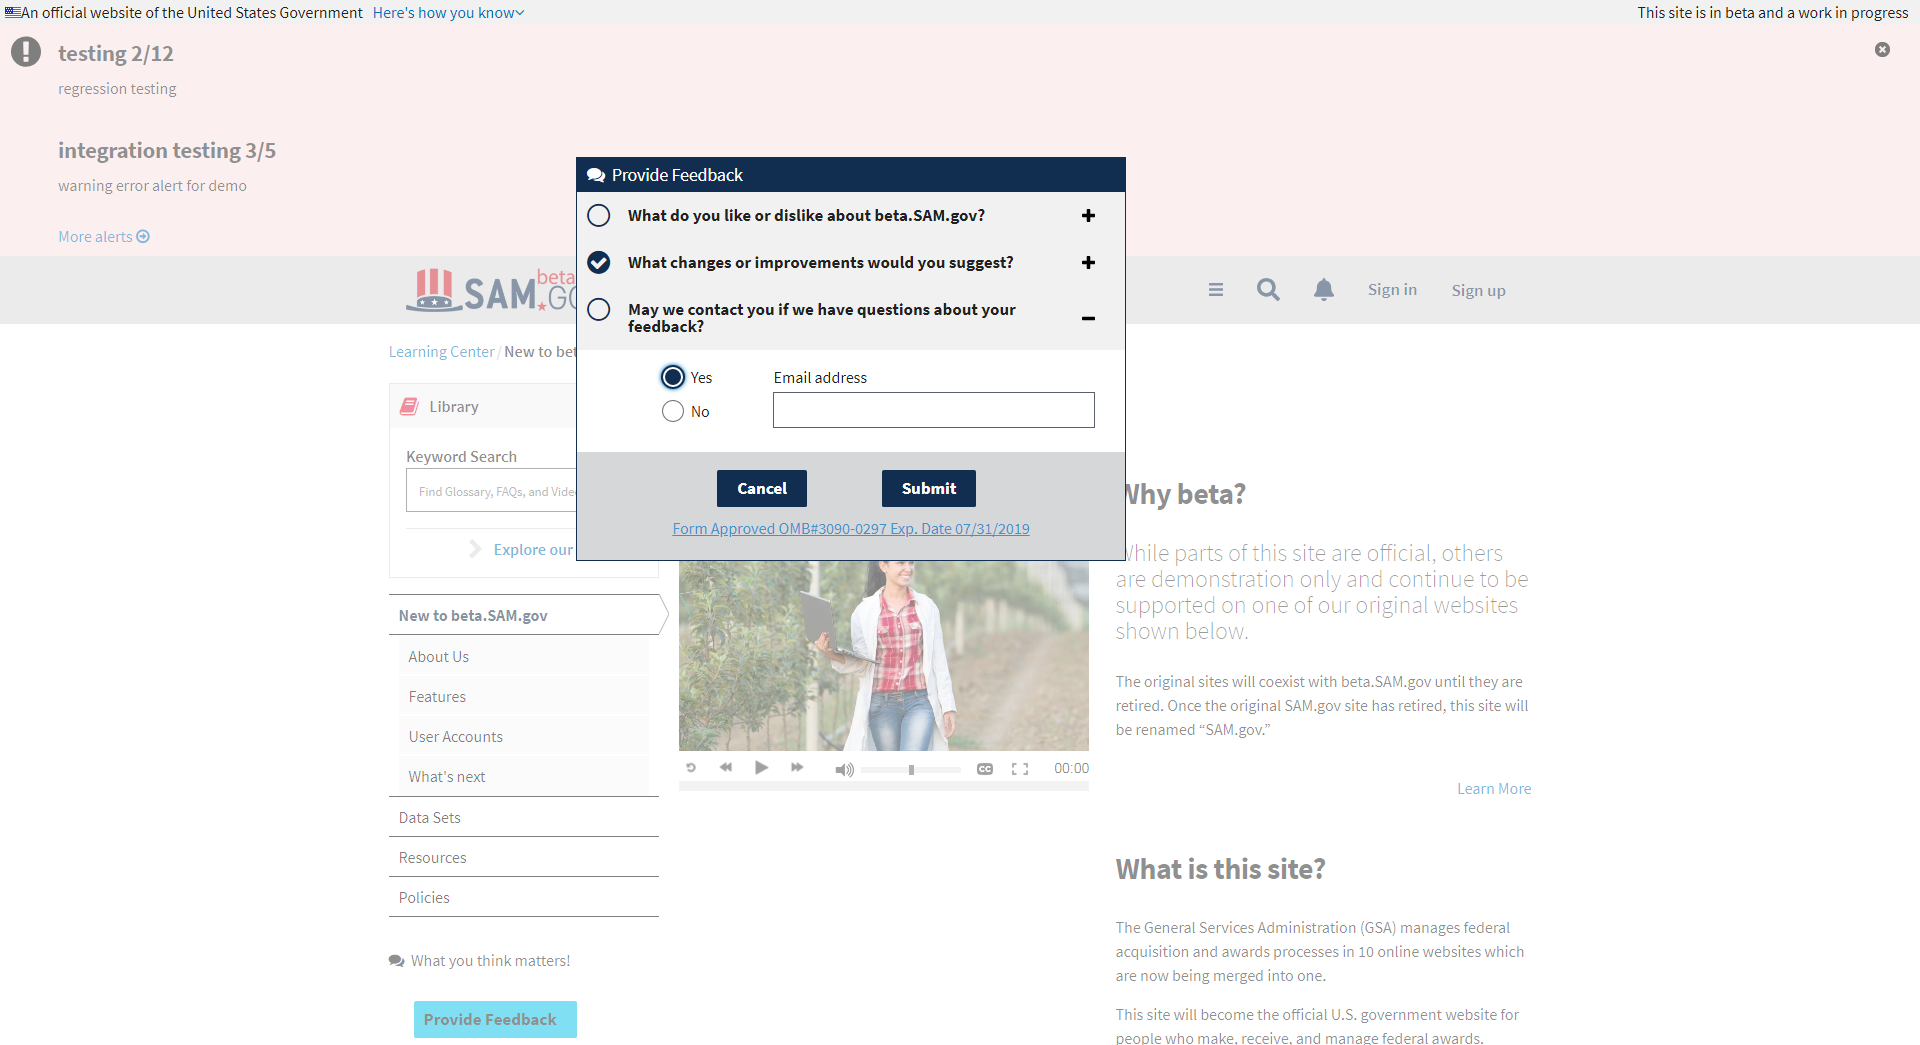 An official website of the United States Government Here's how you know
This site is in beta and a work in progress
testing 2/12
regression testing
integration testing 3/5
warning error alert for demo
More alerts
Provide Feedback
What do you like or dislike about beta.SAM.gov?
What changes or improvements would you suggest?
May we contact you if we have questions about your
feedback?
Yes
No
Email address
Cancel
Submit
Form Approved OMB#3090-0297 Exp. Date 07/31/2019
SAM
beta
Sign in
Sign up
Learning Center / New to
Library
Keyword Search
Find Glossary, FAQs, and
Explore our
New to beta.SAM.gov
About Us
Features
User Accounts
What's next
Data Sets
Resources
Policies
What you think matters!
Provide Feedback
CC
00:00
Why beta?
While parts of this site are official, others
are demonstration only and continue to be
supported on one of our original websites
shown below.
The original sites will coexist with beta.SAM.gov until they are
retired. Once the original SAM.gov site has retired, this site will
be renamed “SAM.gov.”
Learn More
What is this site?
The General Services Administration (GSA) manages federal
acquisition and awards processes in 10 online websites which
are now being merged into one.
This site will become the official U.S. government website for
people who make, receive, and manage federal awards.